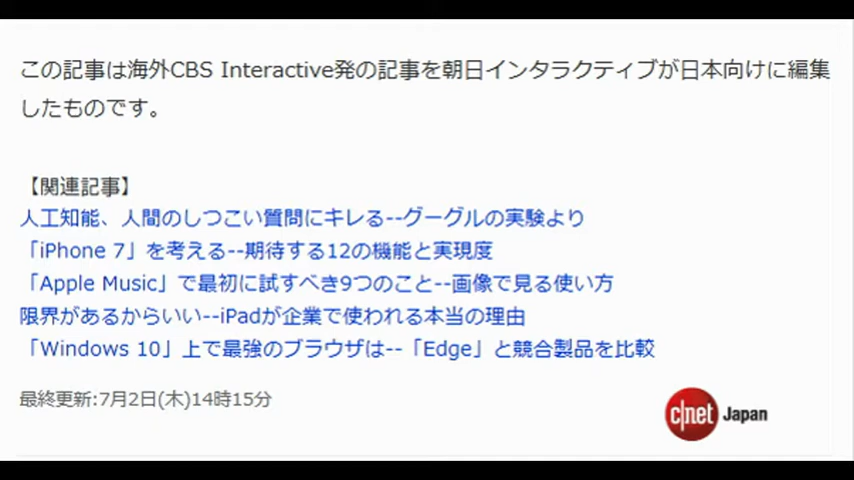 この記事は海外CBS Interactive発の記事を朝日インタラクティブが日本向けに編集
したものです。
【関連記事】
人工知能、人間のしつこい質問にキレる--グーグルの実験より
「iPhone 7」を考える--期待する12の機能と実現度
「Apple Music」で最初に試すべき9つのこと--画像で見る使い方
限界があるからいい--iPadが企業で使われる本当の理由
「Windows 10」上で最強のブラウザは--「Edge」と競合製品を比較
最終更新:7月2日(木)14時15分
c|net Japan